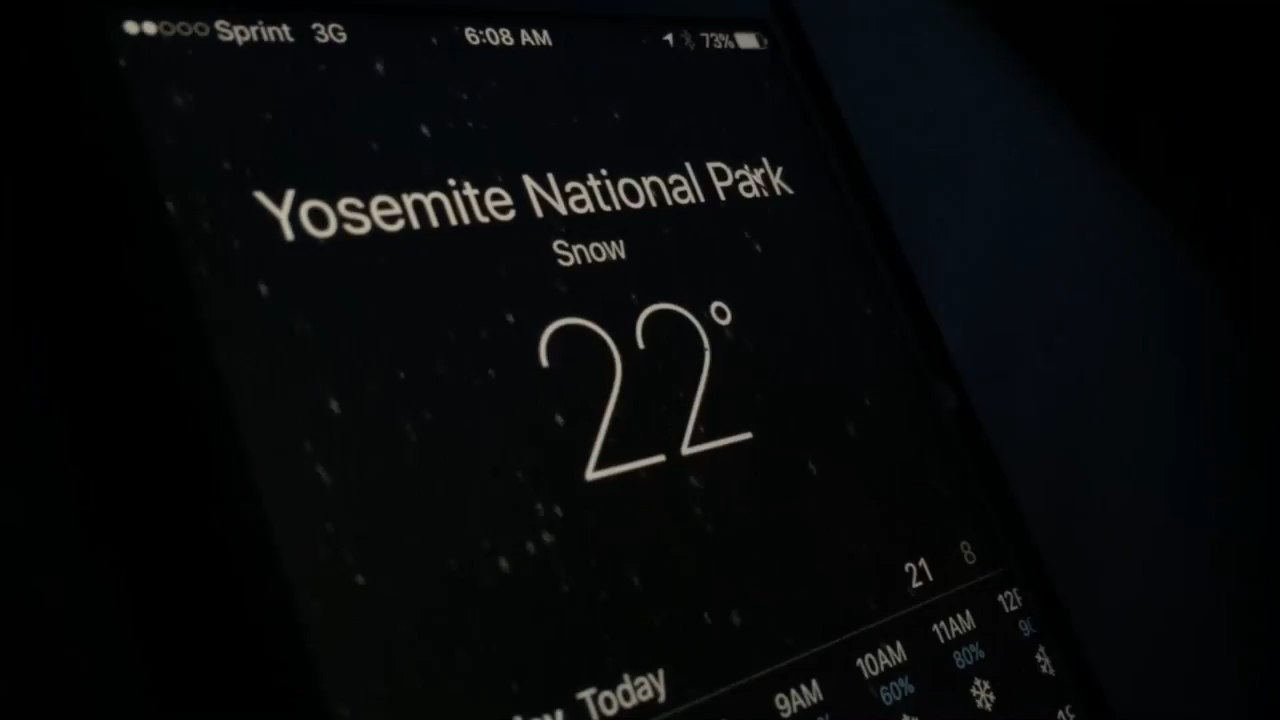 Sprint 3G 6:08 AM 73%
Yosemite National Park
Snow
22°
Today 21 8
9AM 10AM 11AM
60% 80%